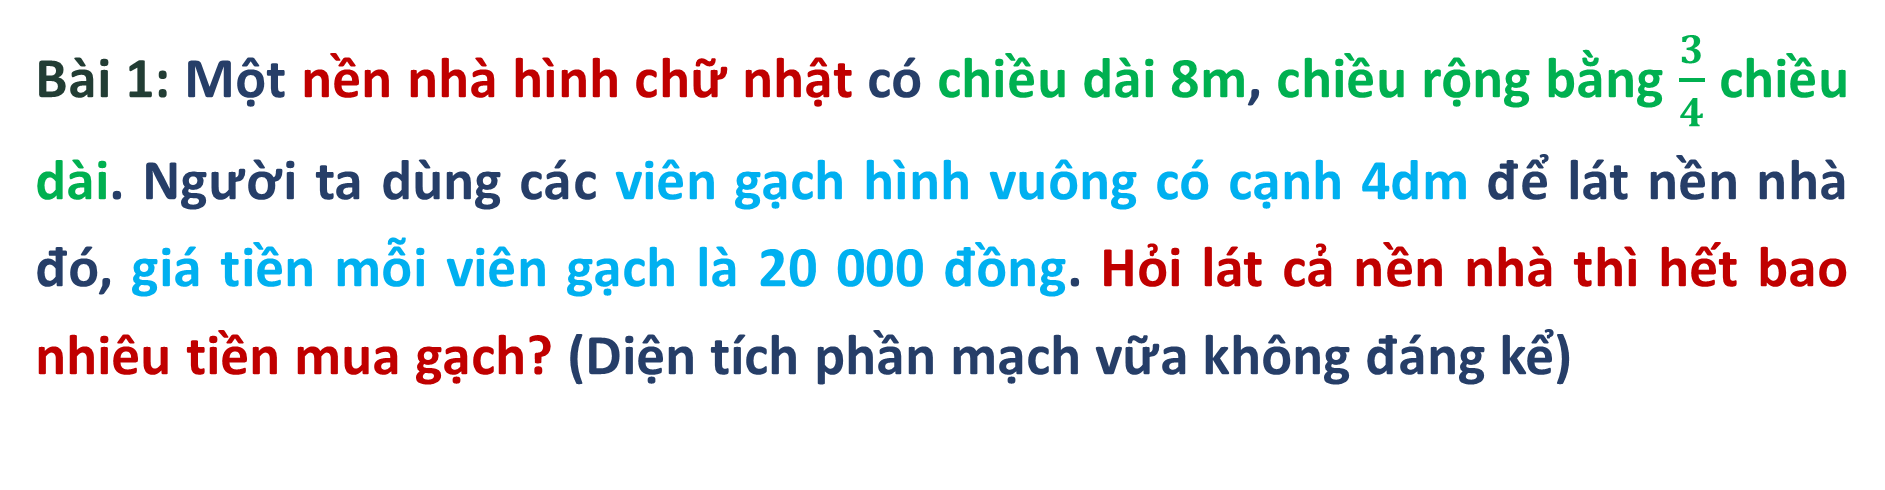 Bài 1: Một nền nhà hình chữ nhật có chiều dài 8m, chiều rộng bằng 3/4 chiều
dài. Người ta dùng các viên gạch hình vuông có cạnh 4dm để lát nền nhà
đó, giá tiền mỗi viên gạch là 20 000 đồng. Hỏi lát cả nền nhà thì hết bao
nhiêu tiền mua gạch? (Diện tích phần mạch vữa không đáng kể)